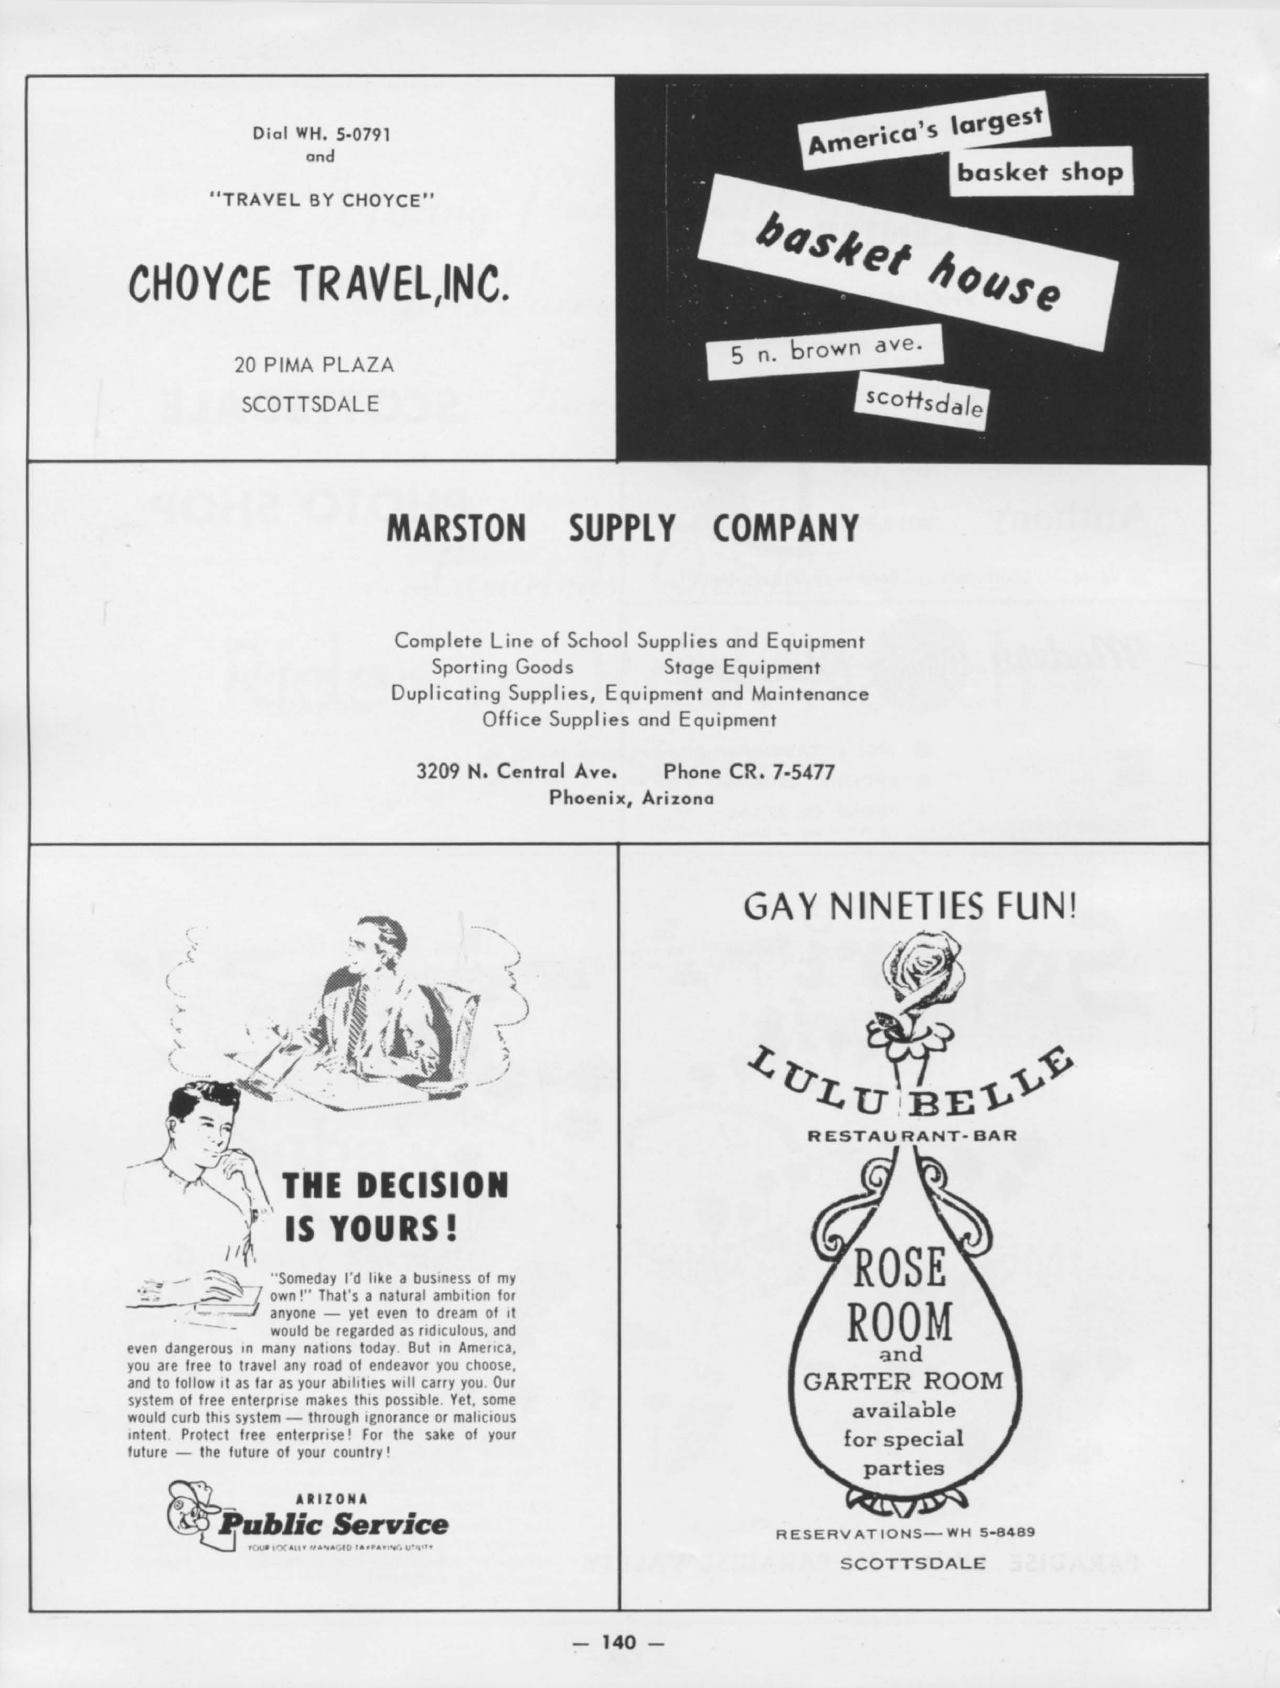 Dial WH. 5-0791
and
"TRAVEL BY CHOYCE"
CHOYCE TRAVEL,INC.
20 PIMA PLAZA
SCOTTSDALE
America's largest
basket shop
basket house
5 n. brown ave.
scottsdale
MARSTON SUPPLY COMPANY
Complete Line of School Supplies and Equipment
Sporting Goods Stage Equipment
Duplicating Supplies, Equipment and Maintenance
Office Supplies and Equipment
3209 N. Central Ave. Phone CR. 7-5477
Phoenix, Arizona
THE DECISION
IS YOURS!
"Someday I'd like a business of my
own!" That's a natural ambition for
anyone — yet even to dream of it
would be regarded as ridiculous, and
even dangerous in many nations today. But in America,
you are free to travel any road of endeavor you choose,
and to follow it as far as your abilities will carry you. Our
system of free enterprise makes this possible. Yet, some
would curb this system — through ignorance or malicious
intent. Protect free enterprise! For the sake of your
future — the future of your country!
ARIZONA
Public Service
YOUR LOCALLY MANAGED TAXPAYING UTILITY
GAY NINETIES FUN!
LULU BELLE
RESTAURANT-BAR
ROSE
ROOM
and
GARTER ROOM
available
for special
parties
RESERVATIONS—WH 5-8489
SCOTTSDALE
— 140 —